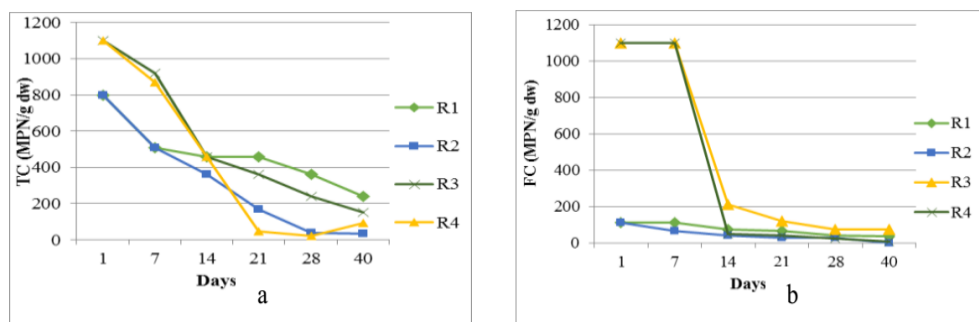 1200
1000
800
600
400
200
0
TC (MPN/g dw)
1 7 14 21 28 40
Days
a
R1
R2
R3
R4
1200
1000
800
600
400
200
0
FC (MPN/g dw)
1 7 14 21 28 40
Days
b
R1
R2
R3
R4